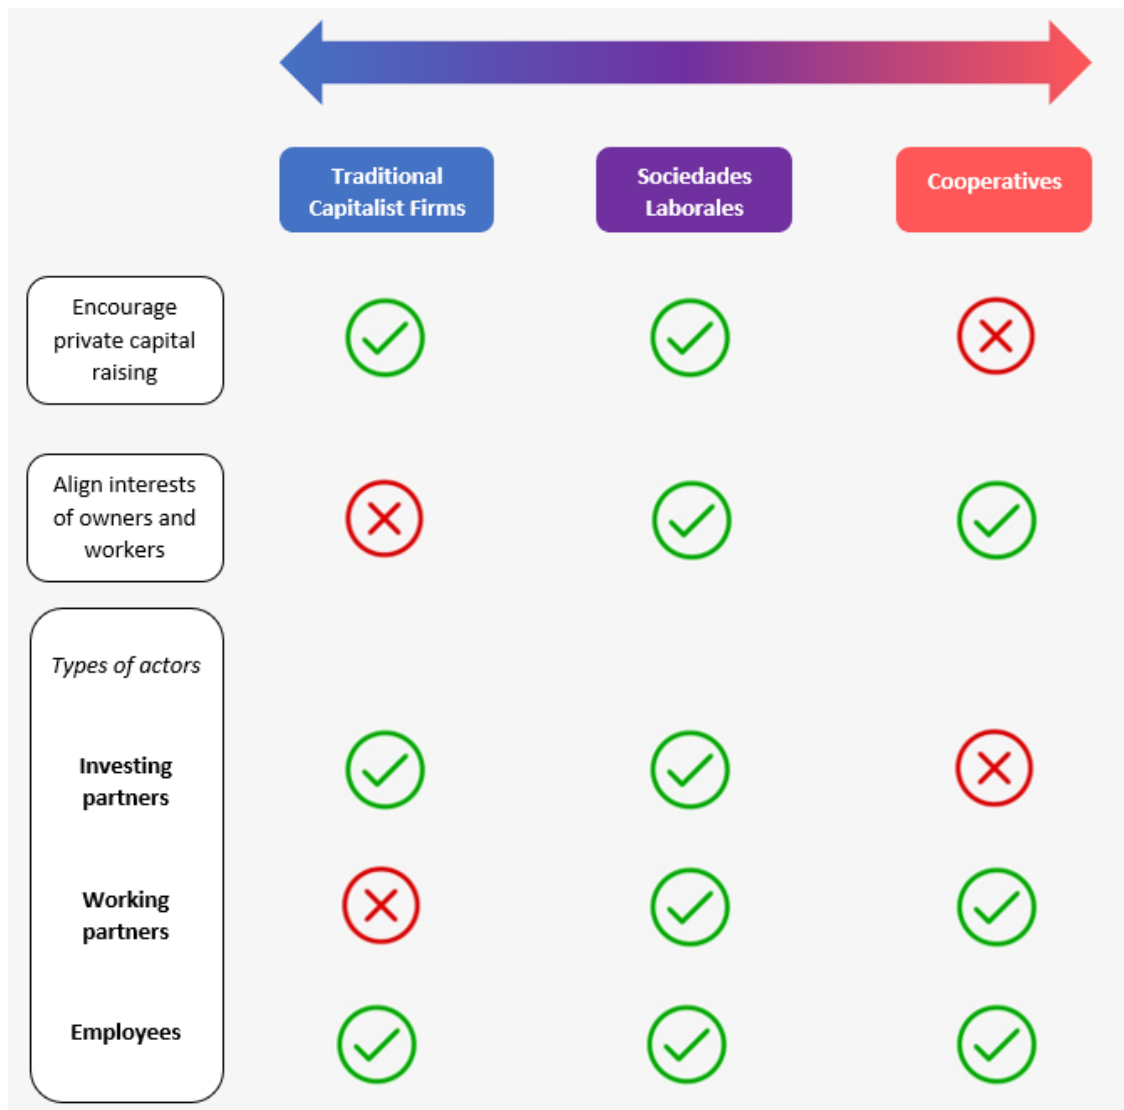 Traditional
Capitalist Firms
Sociedades
Laborales
Cooperatives
Encourage
private capital
raising
Align interests
of owners and
workers
Types of actors
Investing
partners
Working
partners
Employees